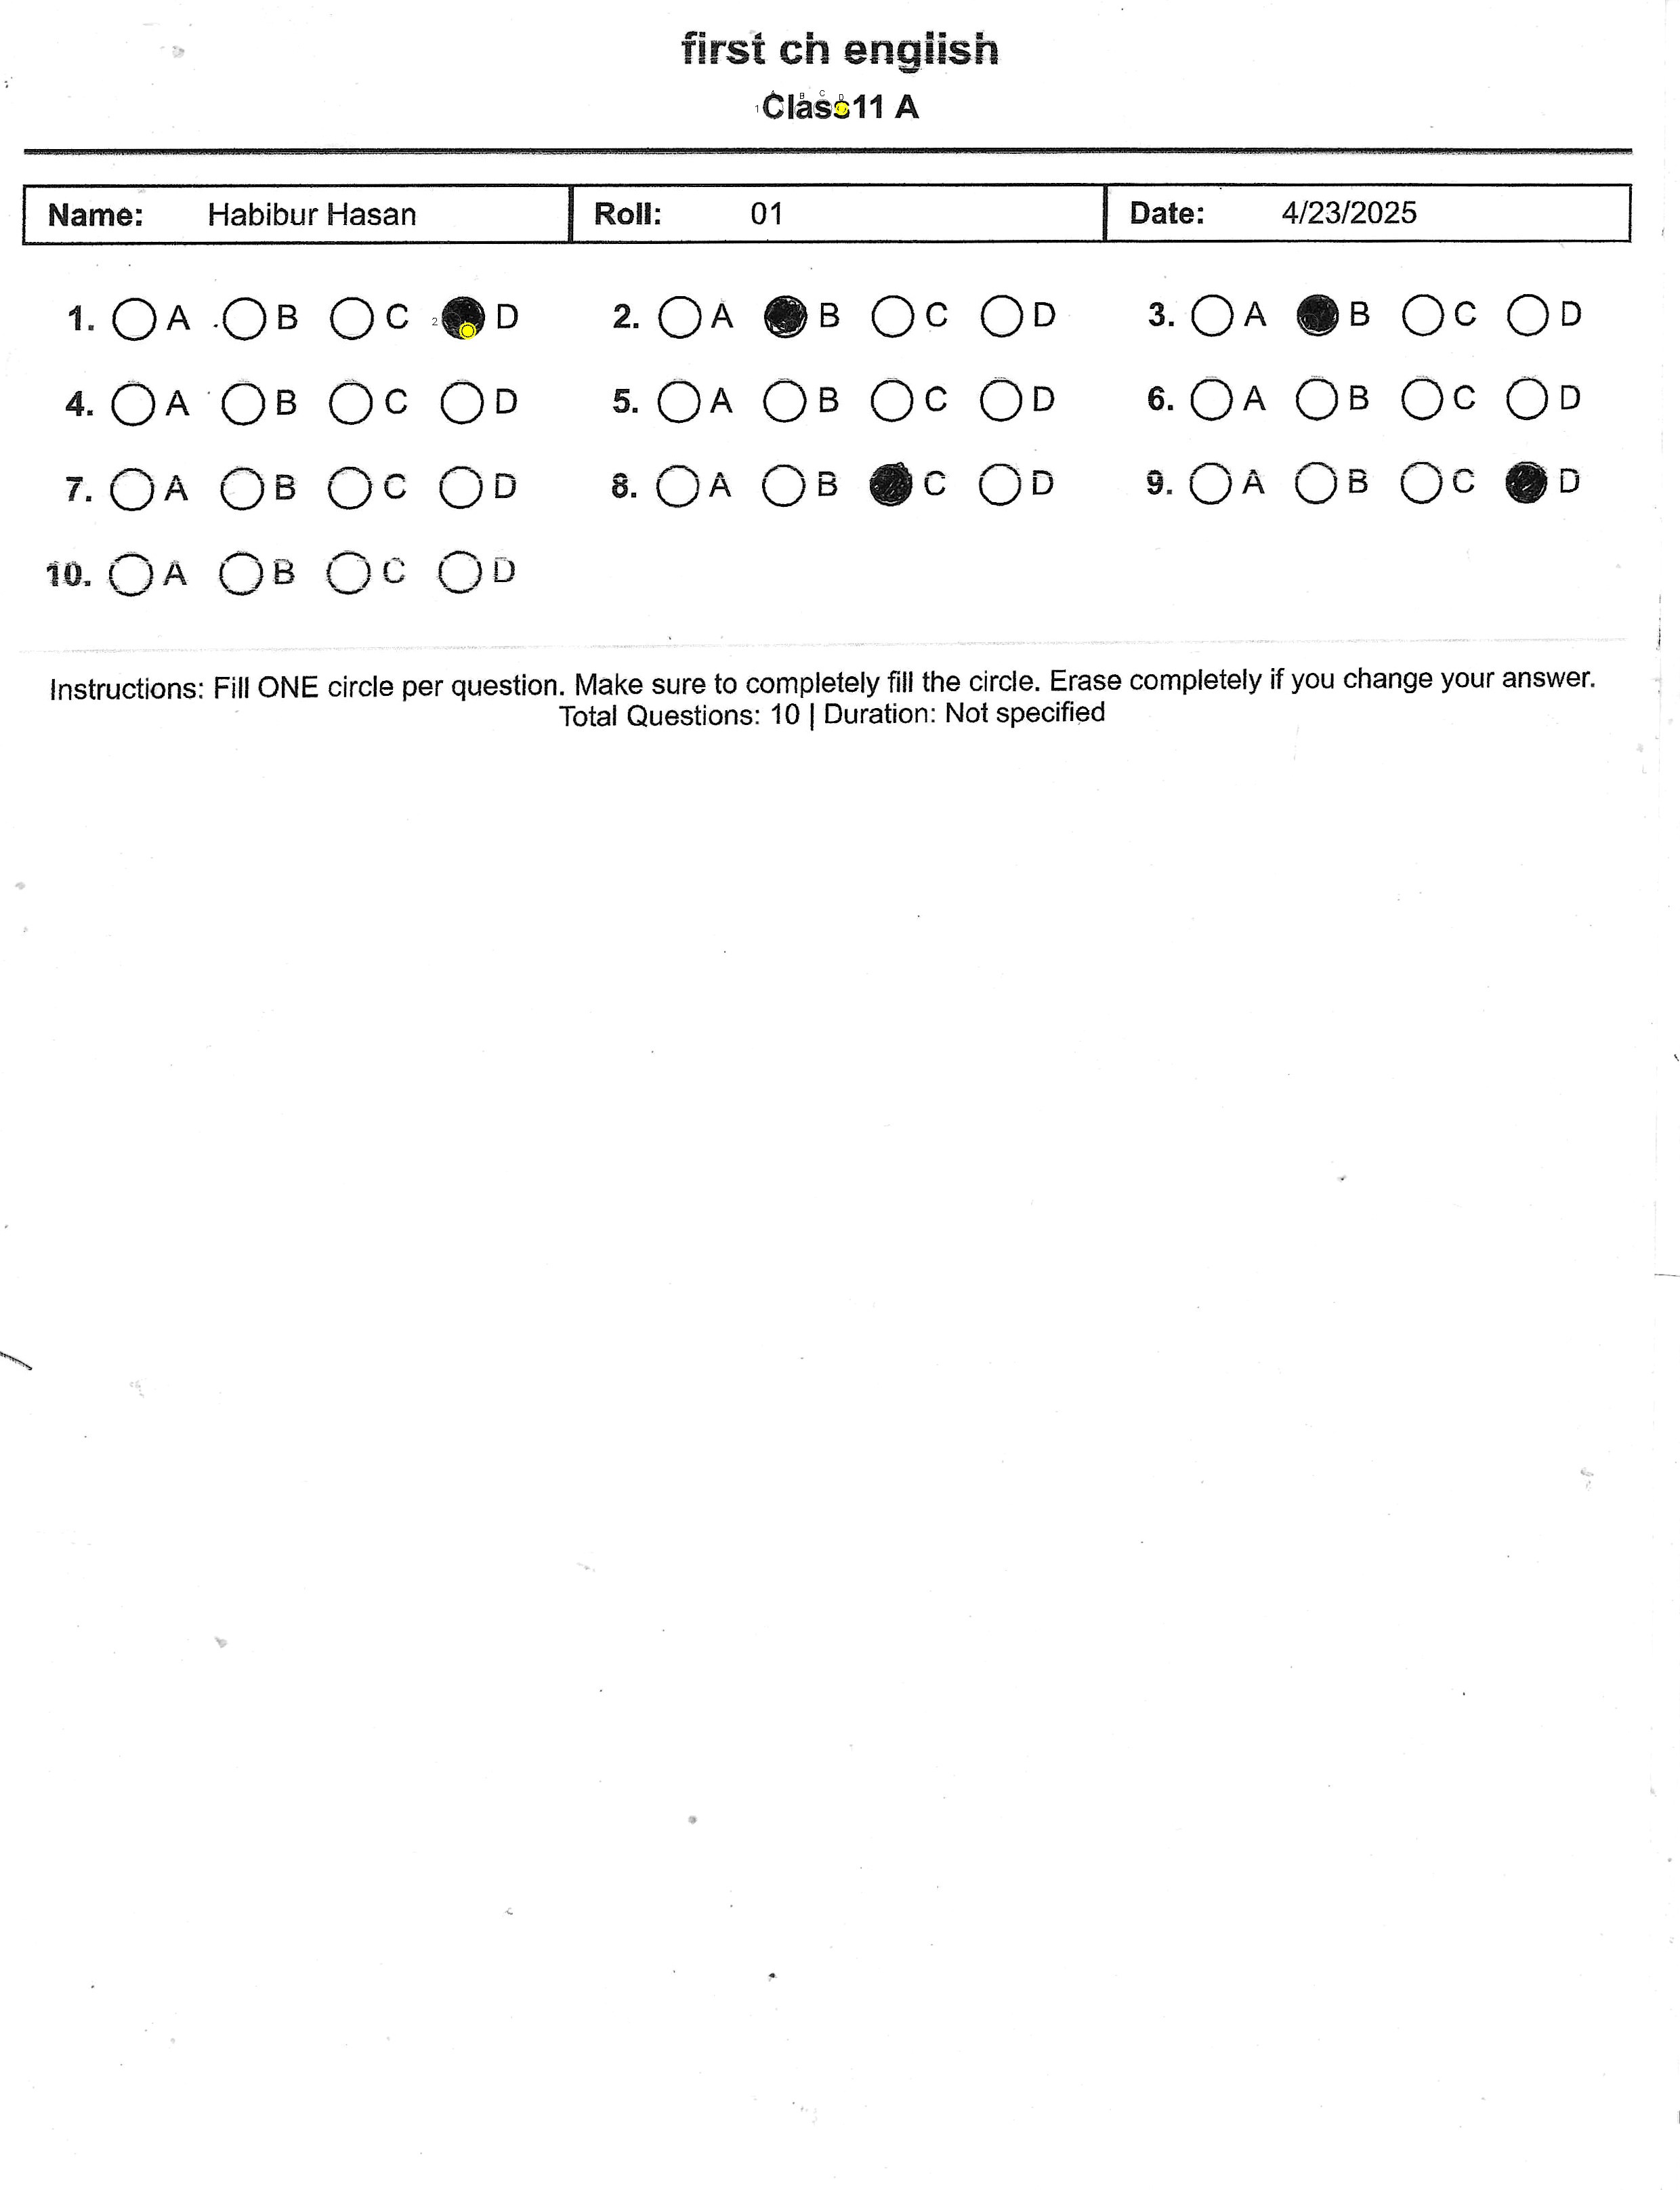 first ch english
Class 11 A
Name: Habibur Hasan Roll: 01 Date: 4/23/2025
1. A B C D 2. A B C D 3. A B C D
4. A B C D 5. A B C D 6. A B C D
7. A B C D 8. A B C D 9. A B C D
10. A B C D
Instructions: Fill ONE circle per question. Make sure to completely fill the circle. Erase completely if you change your answer.
Total Questions: 10 | Duration: Not specified